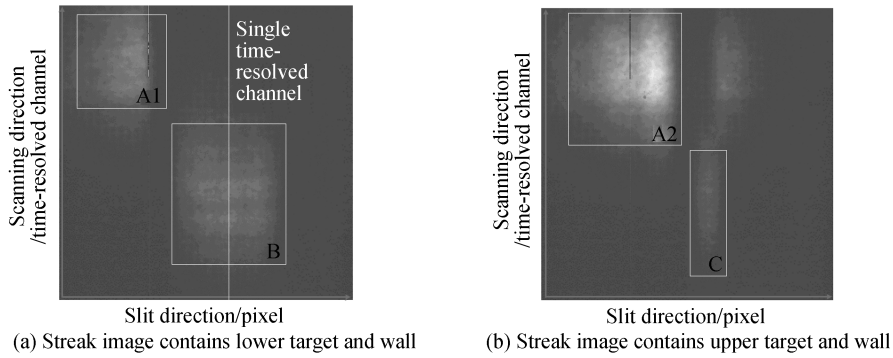 Scanning direction
/time-resolved channel
Single
time-
resolved
channel
A1
B
Slit direction/pixel
(a) Streak image contains lower target and wall
Scanning direction
/time-resolved channel
A2
C
Slit direction/pixel
(b) Streak image contains upper target and wall